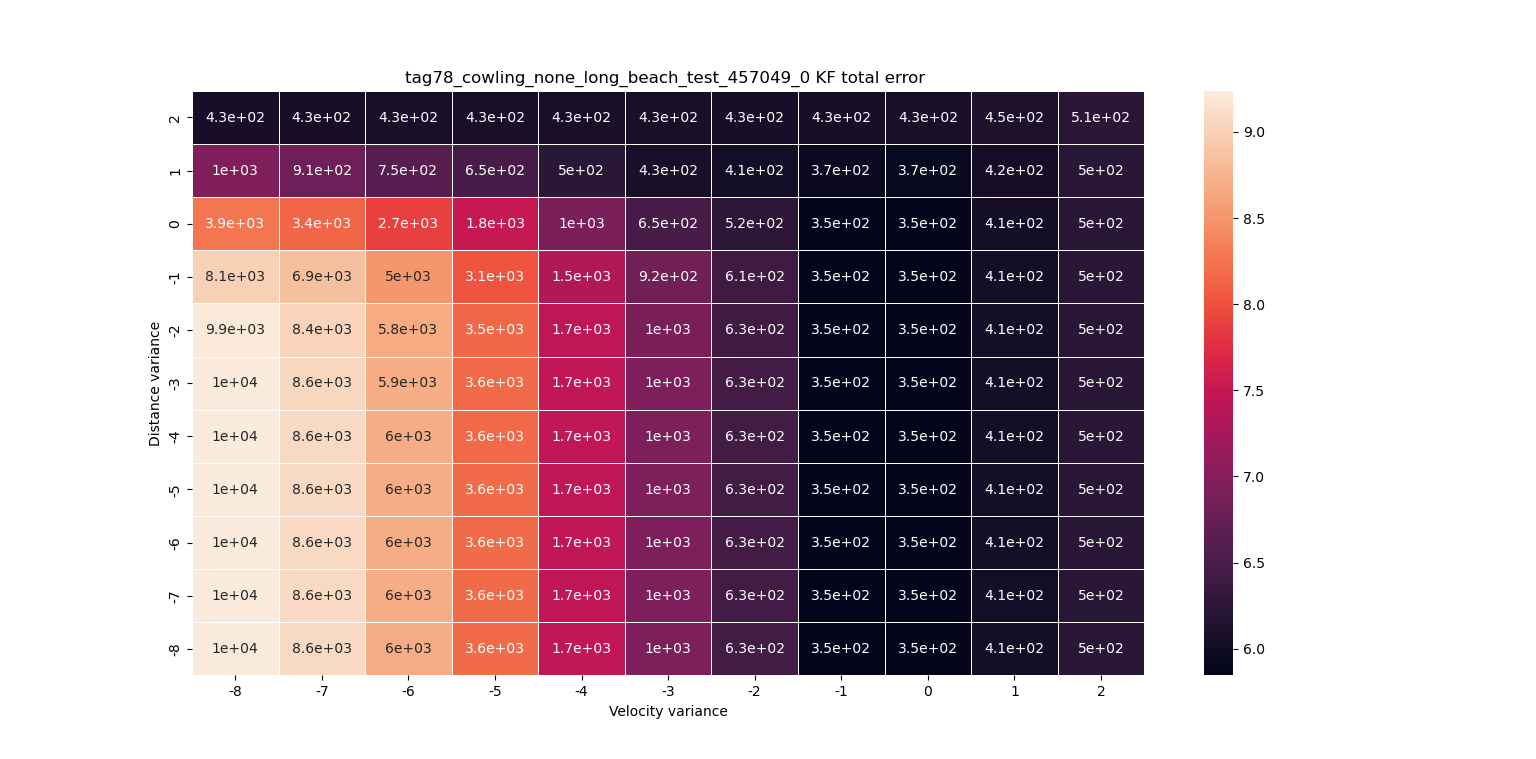 tag78_cowling_none_long_beach_test_457049_0 KF total error
2 4.3e+02 4.3e+02 4.3e+02 4.3e+02 4.3e+02 4.3e+02 4.3e+02 4.3e+02 4.3e+02 4.5e+02 5.1e+02
1 1e+03 9.1e+02 7.5e+02 6.5e+02 5e+02 4.3e+02 4.1e+02 3.7e+02 3.7e+02 4.2e+02 5e+02
0 3.9e+03 3.4e+03 2.7e+03 1.8e+03 1e+03 6.5e+02 5.2e+02 3.5e+02 3.5e+02 4.1e+02 5e+02
-1 8.1e+03 6.9e+03 5e+03 3.1e+03 1.5e+03 9.2e+02 6.1e+02 3.5e+02 3.5e+02 4.1e+02 5e+02
-2 9.9e+03 8.4e+03 5.8e+03 3.5e+03 1.7e+03 1e+03 6.3e+02 3.5e+02 3.5e+02 4.1e+02 5e+02
-3 1e+04 8.6e+03 5.9e+03 3.6e+03 1.7e+03 1e+03 6.3e+02 3.5e+02 3.5e+02 4.1e+02 5e+02
-4 1e+04 8.6e+03 6e+03 3.6e+03 1.7e+03 1e+03 6.3e+02 3.5e+02 3.5e+02 4.1e+02 5e+02
-5 1e+04 8.6e+03 6e+03 3.6e+03 1.7e+03 1e+03 6.3e+02 3.5e+02 3.5e+02 4.1e+02 5e+02
-6 1e+04 8.6e+03 6e+03 3.6e+03 1.7e+03 1e+03 6.3e+02 3.5e+02 3.5e+02 4.1e+02 5e+02
-7 1e+04 8.6e+03 6e+03 3.6e+03 1.7e+03 1e+03 6.3e+02 3.5e+02 3.5e+02 4.1e+02 5e+02
-8 1e+04 8.6e+03 6e+03 3.6e+03 1.7e+03 1e+03 6.3e+02 3.5e+02 3.5e+02 4.1e+02 5e+02
-8 -7 -6 -5 -4 -3 -2 -1 0 1 2
Velocity variance
Distance variance
9.0
8.5
8.0
7.5
7.0
6.5
6.0